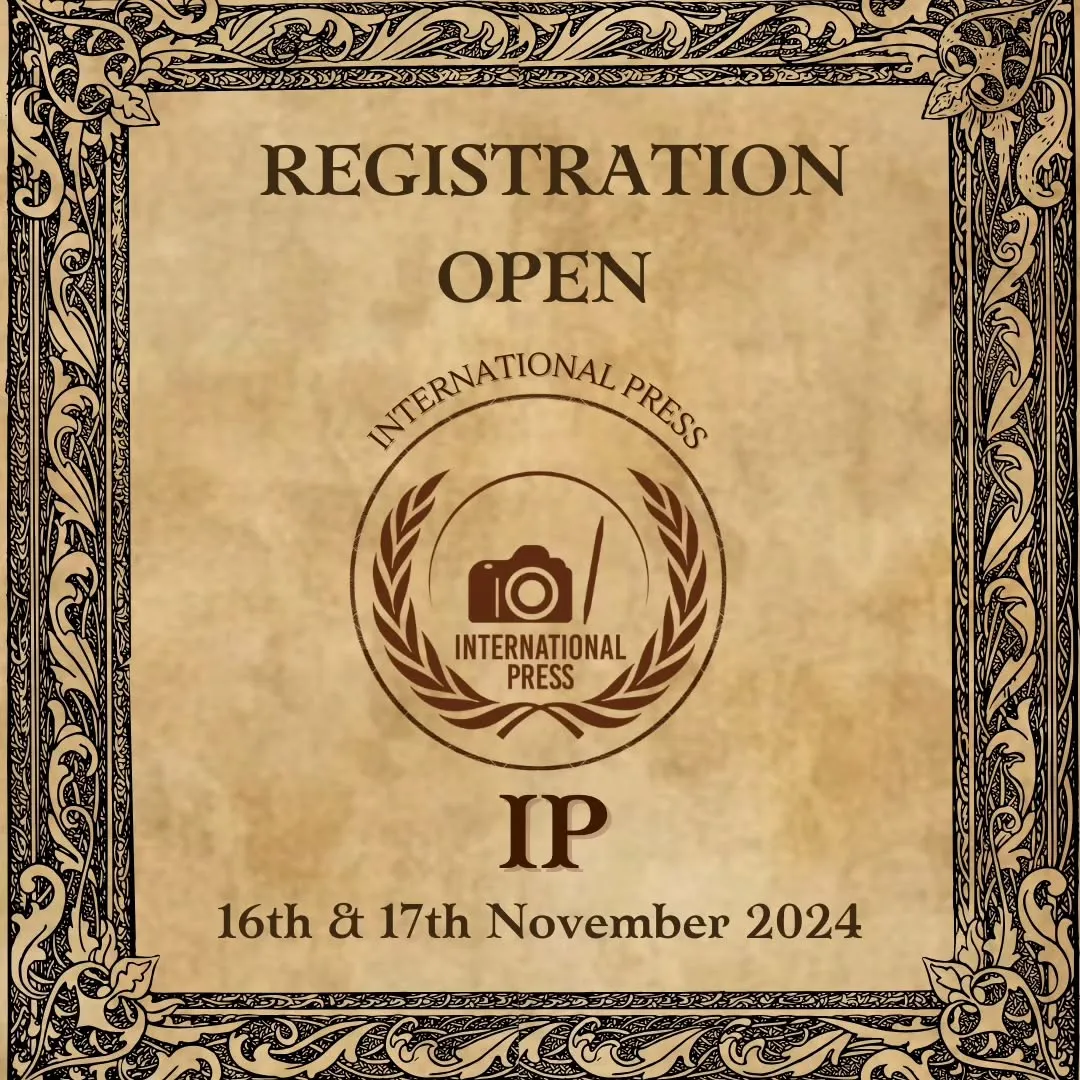 REGISTRATION
OPEN
INTERNATIONAL PRESS
INTERNATIONAL
PRESS
IP
16th & 17th November 2024